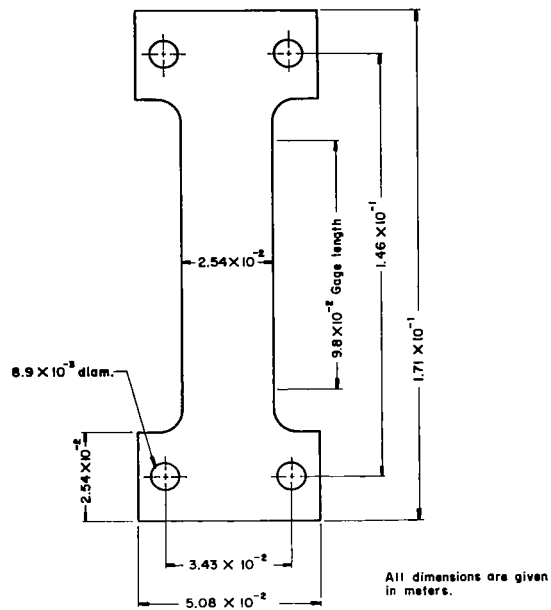 2.54 × 10⁻²
9.8 × 10⁻² Gage length
1.46 × 10⁻¹
1.71 × 10⁻¹
8.9 × 10⁻³ diam.
2.54 × 10⁻²
3.43 × 10⁻²
5.08 × 10⁻²
All dimensions are given
in meters.